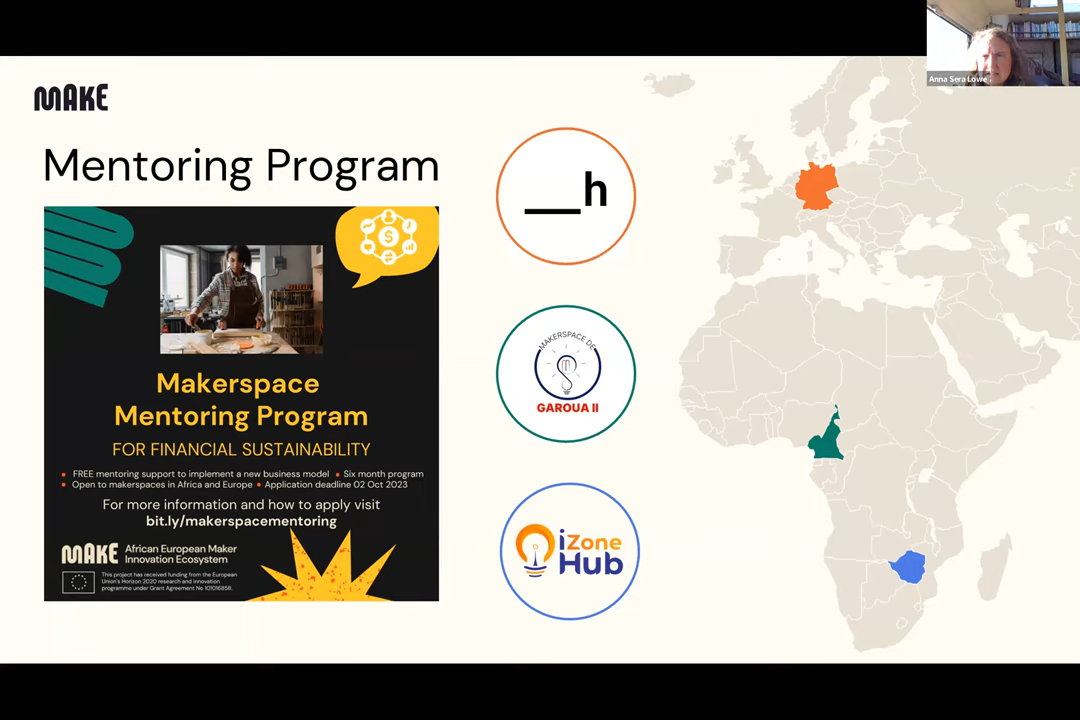 Anna Sera Lowe
MAKE
Mentoring Program
Makerspace
Mentoring Program
FOR FINANCIAL SUSTAINABILITY
• FREE mentoring support to implement a new business model • Six month program
• Open to makerspaces in Africa and Europe • Application deadline 02 Oct 2023
For more information and how to apply visit
bit.ly/makerspacementoring
MAKE African European Maker
Innovation Ecosystem
This project has received funding from the European
Union's Horizon 2020 research and innovation
programme under Grant Agreement No 101016858.
__h
MAKERSPACE DE
GAROUA II
iZone
Hub